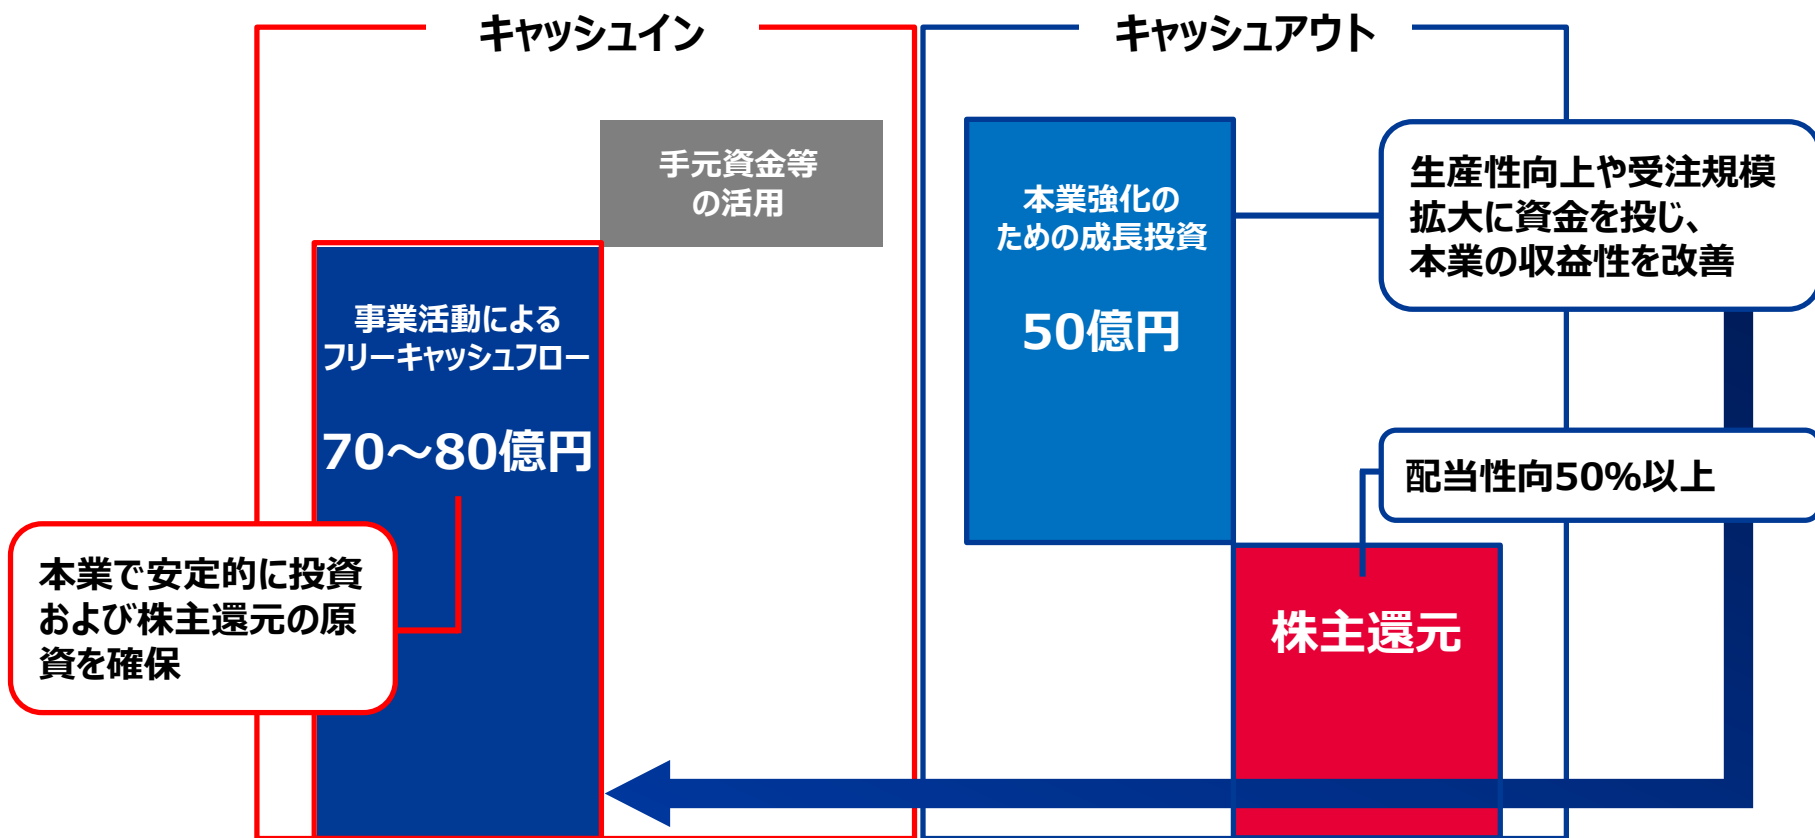 キャッシュイン
手元資金等
の活用
事業活動による
フリーキャッシュフロー
70～80億円
本業で安定的に投資
および株主還元の原
資を確保
キャッシュアウト
本業強化の
ための成長投資
50億円
生産性向上や受注規模
拡大に資金を投じ、
本業の収益性を改善
配当性向50%以上
株主還元